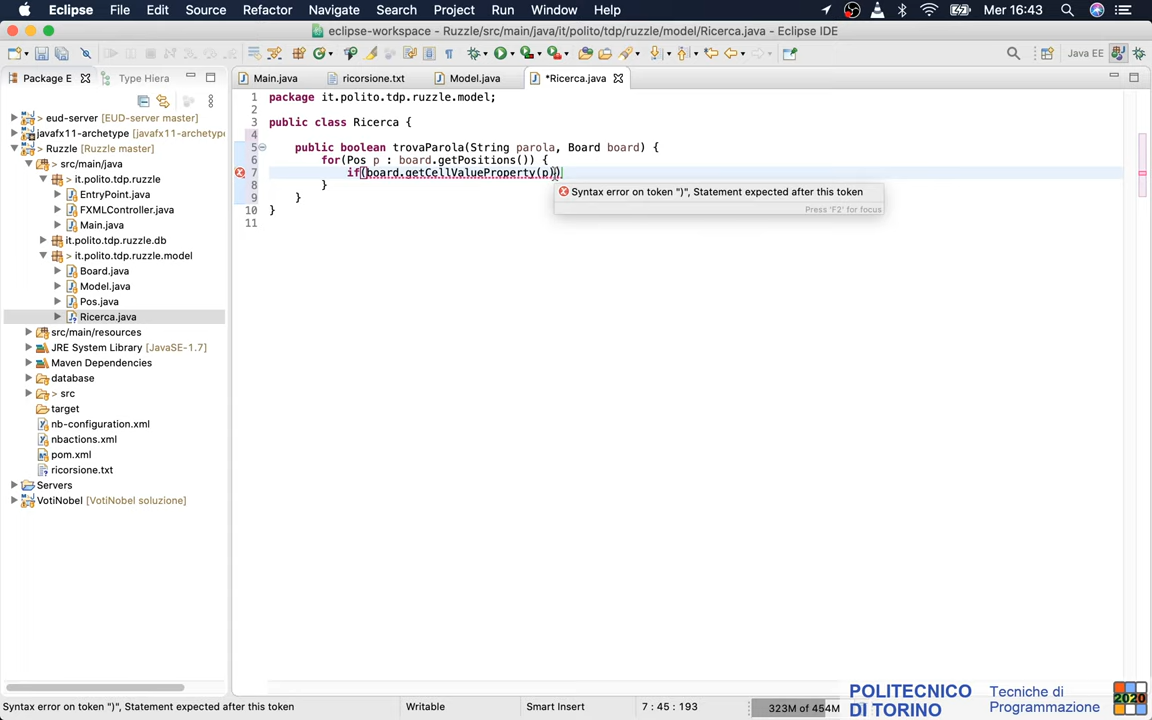 Eclipse File Edit Source Refactor Navigate Search Project Run Window Help Mer 16:43
eclipse-workspace - Ruzzle/src/main/java/it/polito/tdp/ruzzle/model/Ricerca.java - Eclipse IDE
Java EE
Package E Type Hiera
Main.java ricorsione.txt Model.java *Ricerca.java
eud-server [EUD-server master]
javafx11-archetype [javafx11-archetype
Ruzzle [Ruzzle master]
> src/main/java
> it.polito.tdp.ruzzle
EntryPoint.java
FXMLController.java
Main.java
it.polito.tdp.ruzzle.db
> it.polito.tdp.ruzzle.model
Board.java
Model.java
Pos.java
Ricerca.java
src/main/resources
JRE System Library [JavaSE-1.7]
Maven Dependencies
database
> src
target
nb-configuration.xml
nbactions.xml
pom.xml
ricorsione.txt
Servers
VotiNobel [VotiNobel soluzione]
1 package it.polito.tdp.ruzzle.model;
2
3 public class Ricerca {
4
5 public boolean trovaParola(String parola, Board board) {
6 for(Pos p : board.getPositions()) {
7 if(board.getCellValueProperty(p))
8 }
9 }
10 }
11
Syntax error on token ")", Statement expected after this token
Press 'F2' for focus
Syntax error on token ")", Statement expected after this token Writable Smart Insert 7 : 45 : 193 323M of 454M
POLITECNICO
DI TORINO
Tecniche di
Programmazione
2020